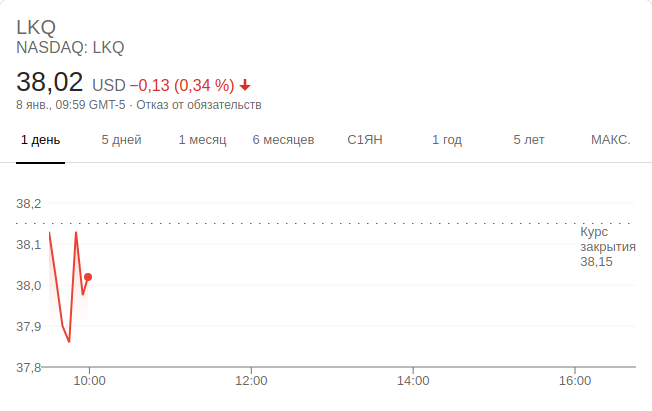 LKQ
NASDAQ: LKQ
38,02 USD −0,13 (0,34 %)
8 янв., 09:59 GMT-5 · Отказ от обязательств
1 день 5 дней 1 месяц 6 месяцев С1ЯН 1 год 5 лет МАКС.
38,2
38,1
38,0
37,9
37,8
Курс
закрытия
38,15
10:00 12:00 14:00 16:00